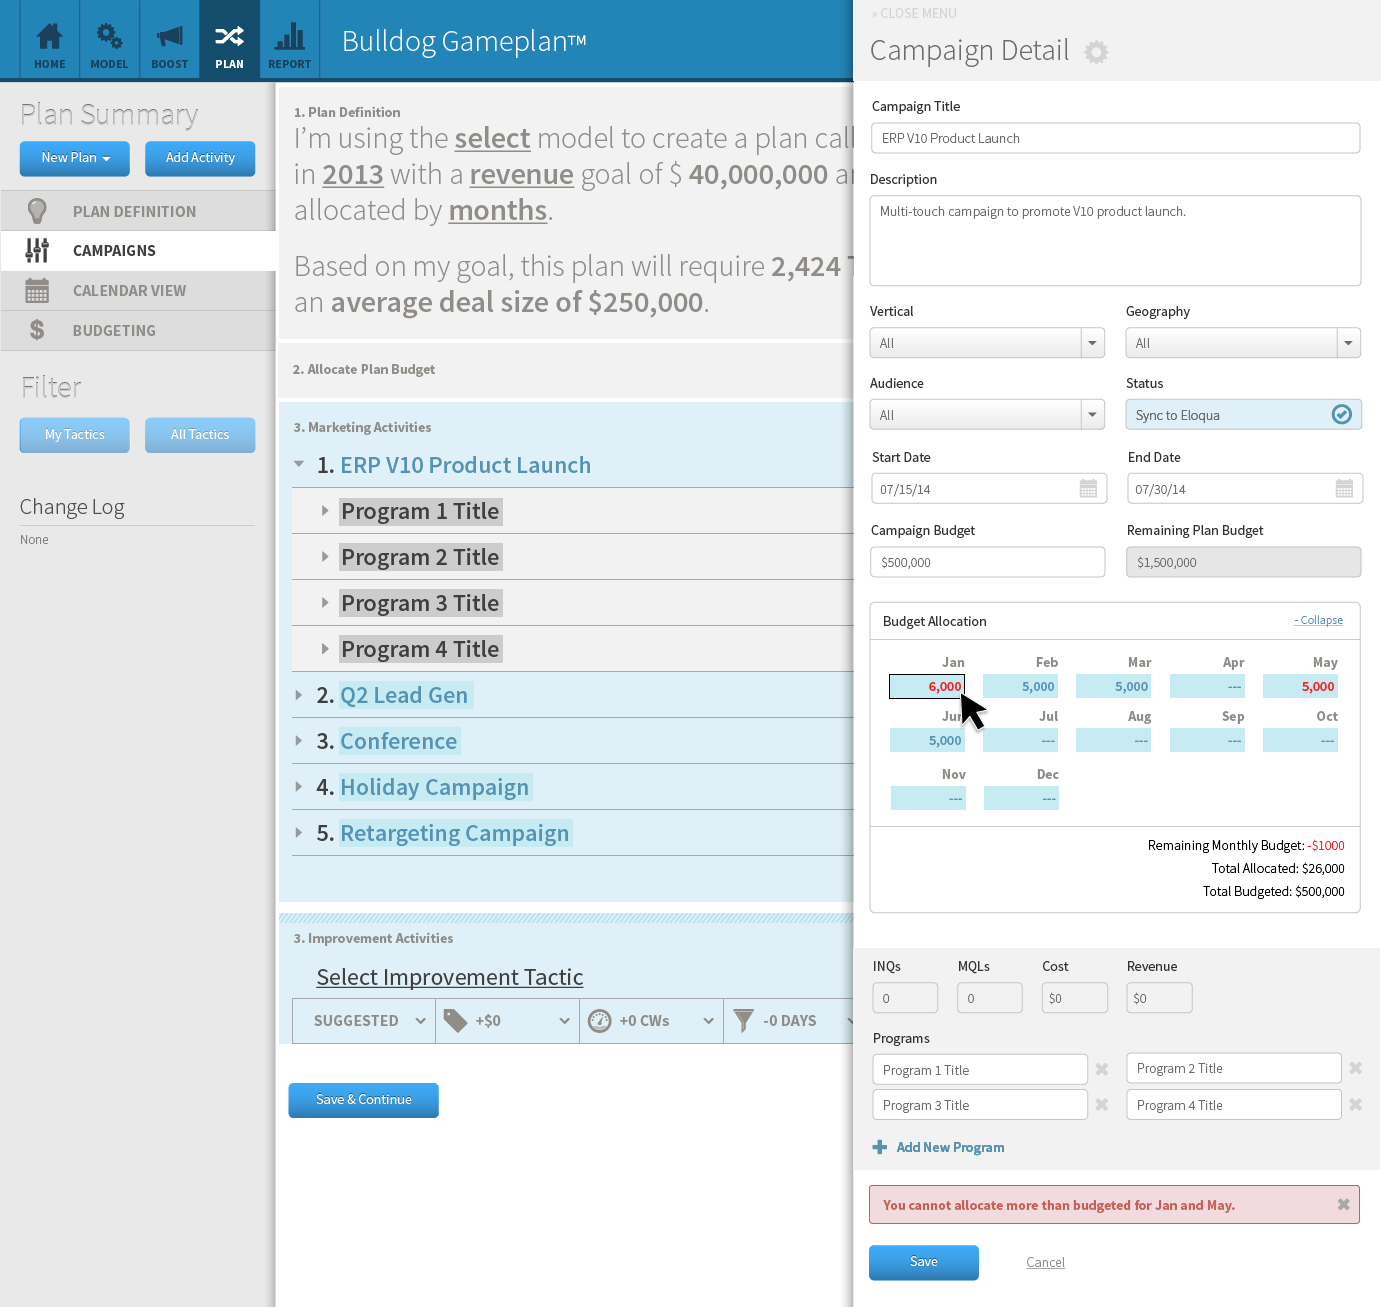 HOME
MODEL
BOOST
PLAN
REPORT
Bulldog Gameplan™
Plan Summary
New Plan
Add Activity
PLAN DEFINITION
CAMPAIGNS
CALENDAR VIEW
BUDGETING
Filter
My Tactics
All Tactics
Change Log
None
1. Plan Definition
I'm using the select model to create a plan call
in 2013 with a revenue goal of $ 40,000,000
allocated by months.
Based on my goal, this plan will require 2,424
an average deal size of $250,000.
2. Allocate Plan Budget
3. Marketing Activities
1. ERP V10 Product Launch
Program 1 Title
Program 2 Title
Program 3 Title
Program 4 Title
2. Q2 Lead Gen
3. Conference
4. Holiday Campaign
5. Retargeting Campaign
3. Improvement Activities
Select Improvement Tactic
SUGGESTED
+$0
+0 CWs
-0 DAYS
Save & Continue
» CLOSE MENU
Campaign Detail
Campaign Title
ERP V10 Product Launch
Description
Multi-touch campaign to promote V10 product launch.
Vertical
Geography
All
All
Audience
Status
All
Sync to Eloqua
Start Date
End Date
07/15/14
07/30/14
Campaign Budget
Remaining Plan Budget
$500,000
$1,500,000
Budget Allocation
- Collapse
Jan Feb Mar Apr May
6,000 5,000 5,000 --- 5,000
Jun Jul Aug Sep Oct
5,000 --- --- --- ---
Nov Dec
--- ---
Remaining Monthly Budget: -$1000
Total Allocated: $26,000
Total Budgeted: $500,000
INQs MQLs Cost Revenue
0 0 $0 $0
Programs
Program 1 Title
Program 2 Title
Program 3 Title
Program 4 Title
Add New Program
You cannot allocate more than budgeted for Jan and May.
Save
Cancel